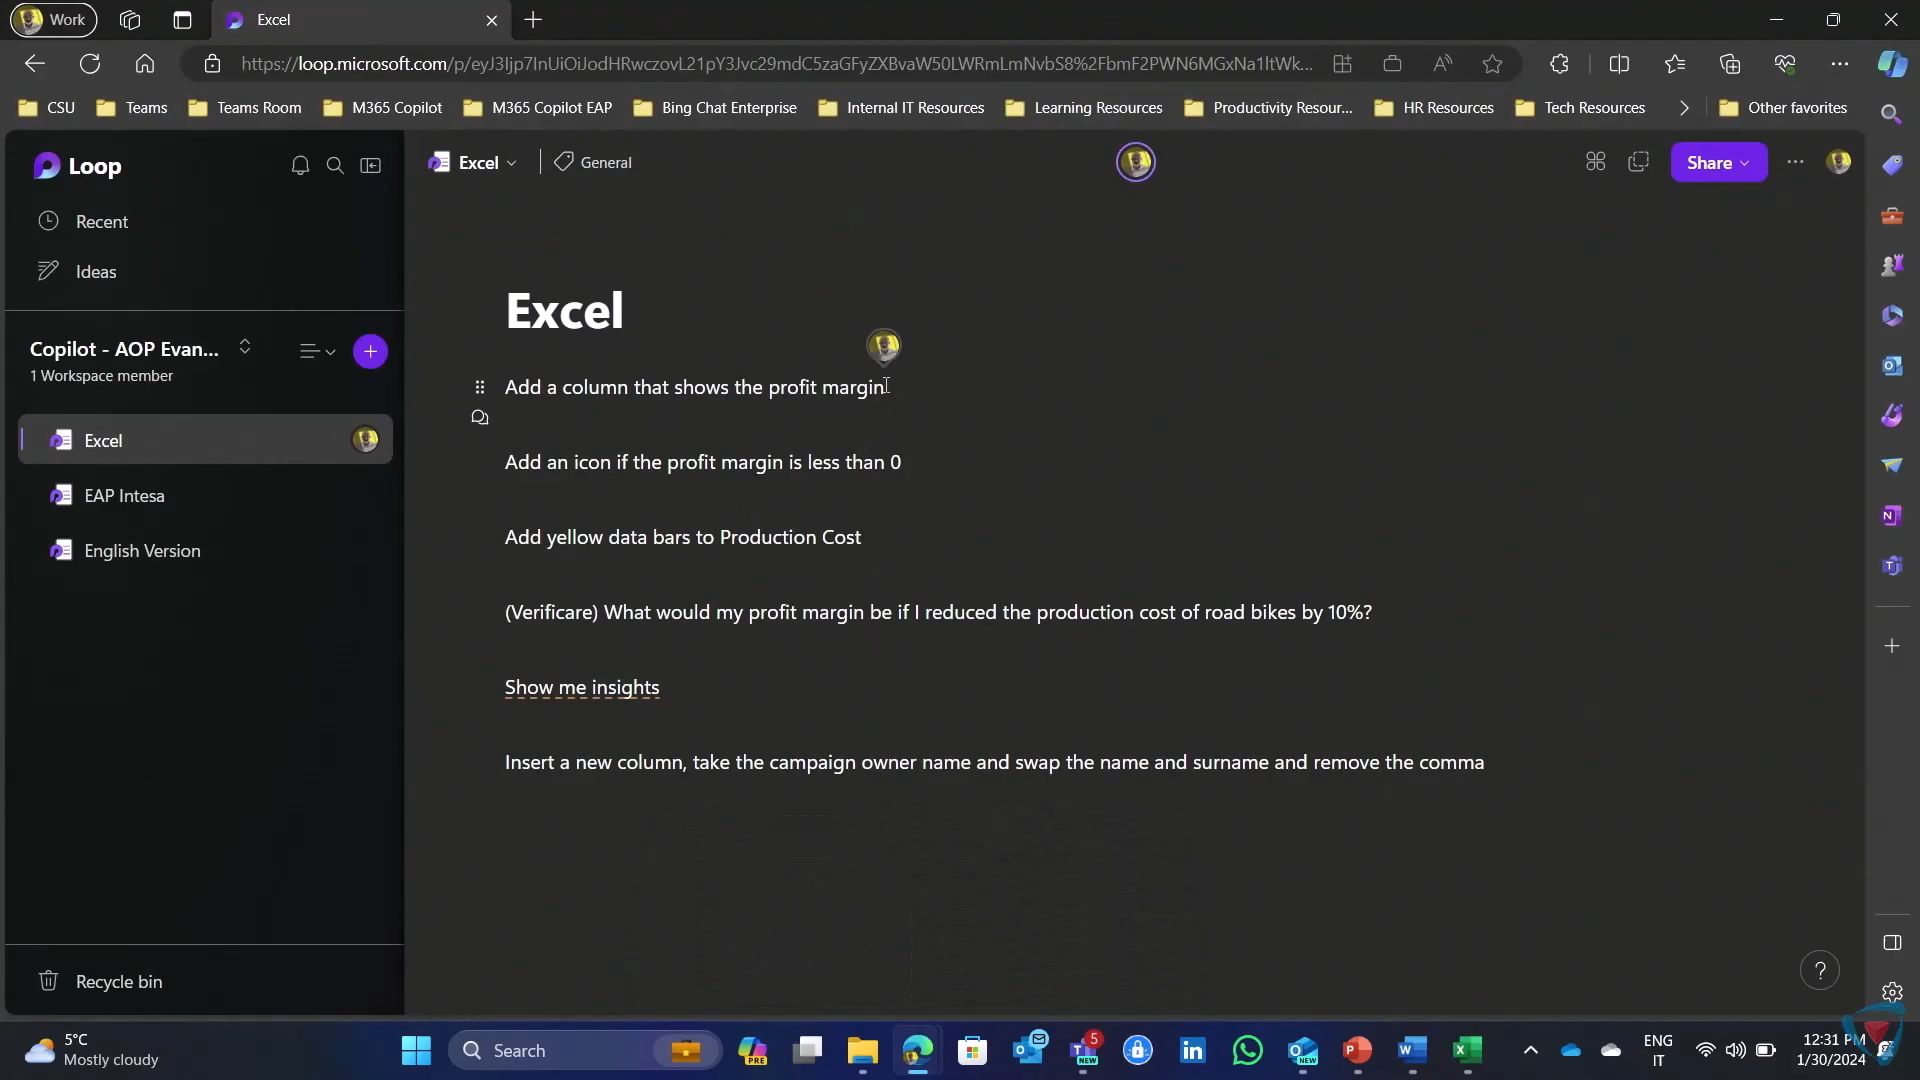 Work
Excel
https://loop.microsoft.com/p/eyJ3Ijp7InUiOiJodHRwczovL21pY3Jvc29mdC5zaGFyZXBvaW50LWRmLmNvbS8%2FbmF2PWN6MGxNa1ltWk...
CSU
Teams
Teams Room
M365 Copilot
M365 Copilot EAP
Bing Chat Enterprise
Internal IT Resources
Learning Resources
Productivity Resour...
HR Resources
Tech Resources
Other favorites
Loop
Recent
Ideas
Copilot - AOP Evan...
1 Workspace member
Excel
EAP Intesa
English Version
Recycle bin
Excel
General
Share
Excel
Add a column that shows the profit margin
Add an icon if the profit margin is less than 0
Add yellow data bars to Production Cost
(Verificare) What would my profit margin be if I reduced the production cost of road bikes by 10%?
Show me insights
Insert a new column, take the campaign owner name and swap the name and surname and remove the comma
?
5°C
Mostly cloudy
Search
PRE
5
NEW
NEW
ENG
IT
12:31 PM
1/30/2024